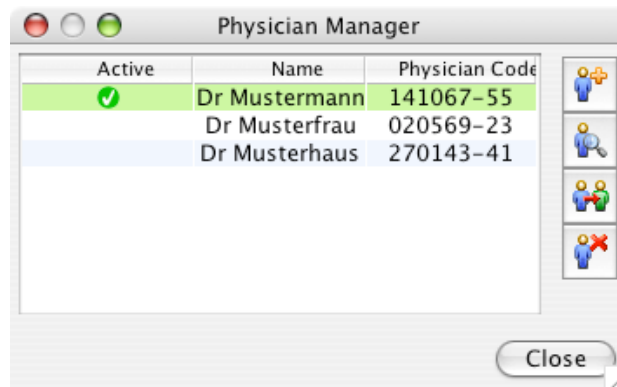 Physician Manager
Active Name Physician Code
Dr Mustermann 141067-55
Dr Musterfrau 020569-23
Dr Musterhaus 270143-41
Close